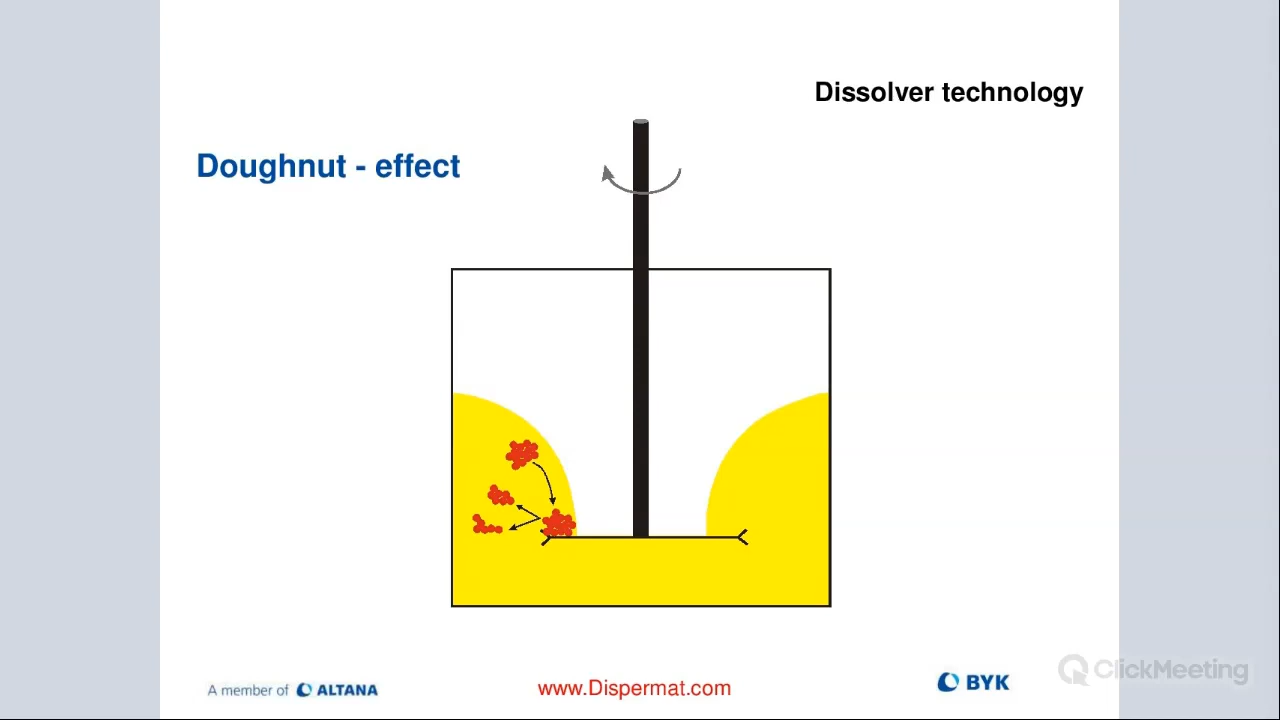 Dissolver technology
Doughnut - effect
A member of ALTANA
www.Dispermat.com
BYK
ClickMeeting